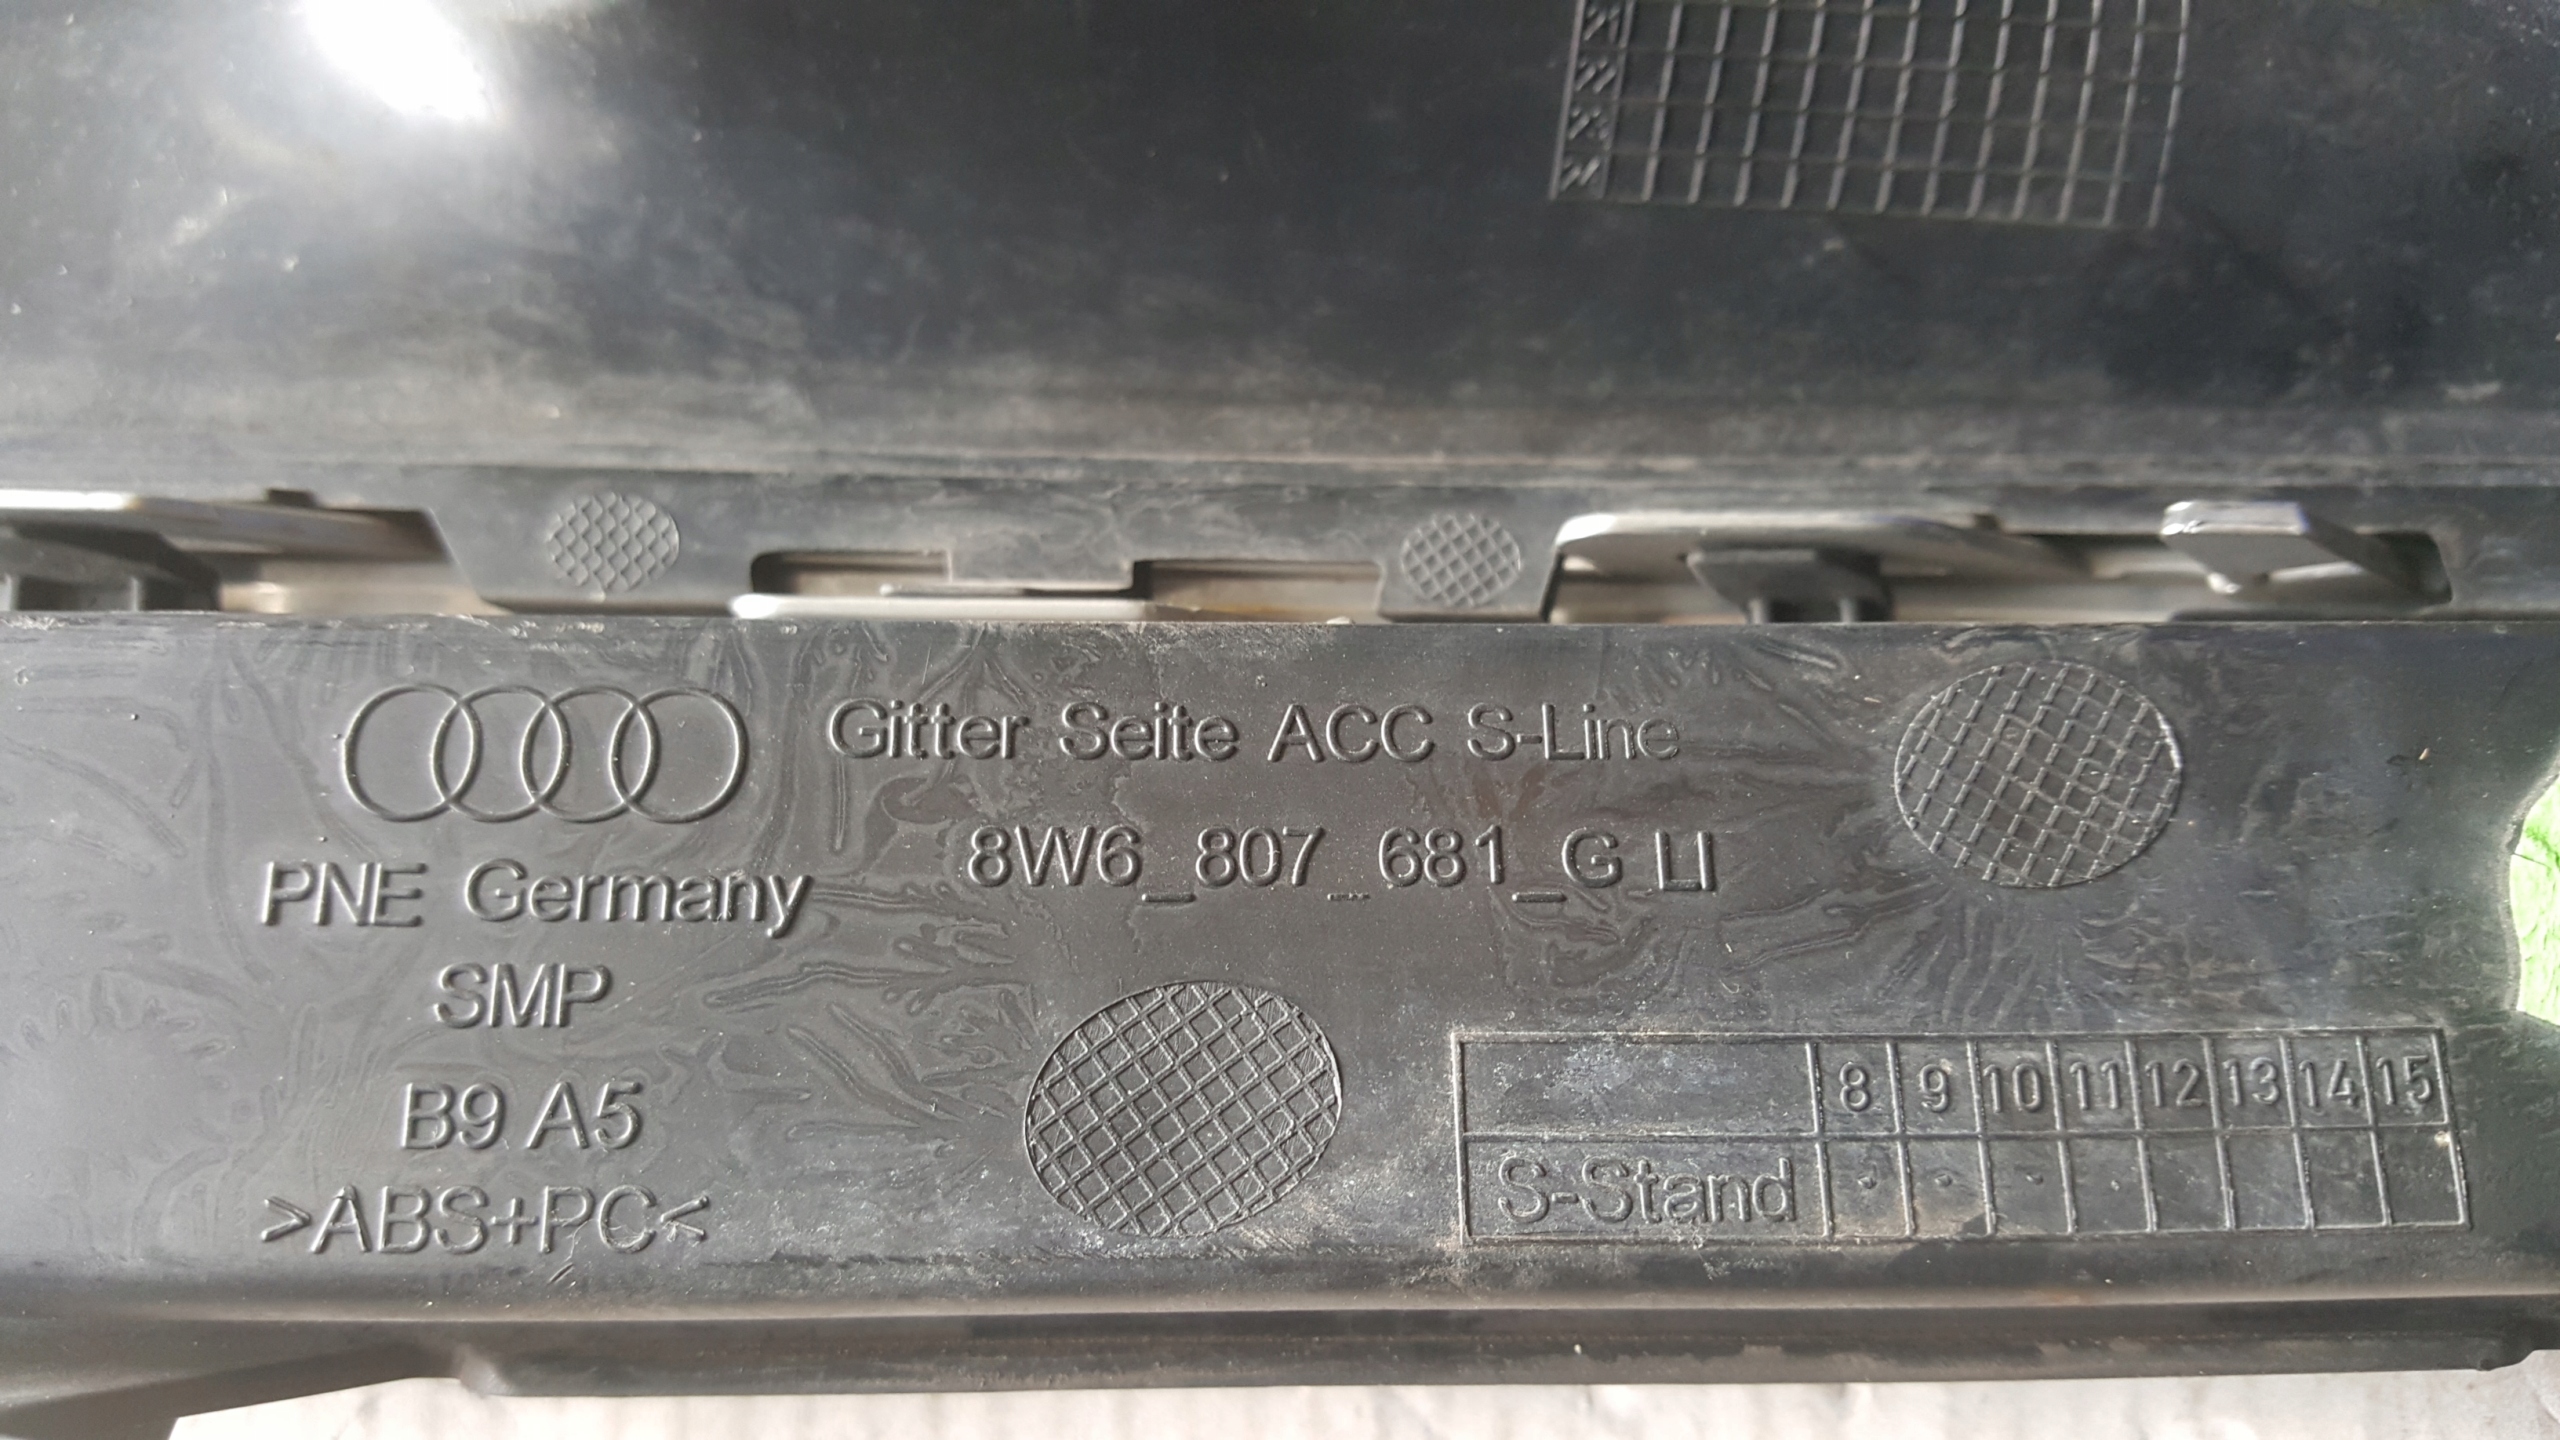 Gitter Seite ACC S-Line
8W6_807_681_G LI
PNE Germany
SMP
B9 A5
>ABS+PC<
8 9 10 11 12 13 14 15
S-Stand